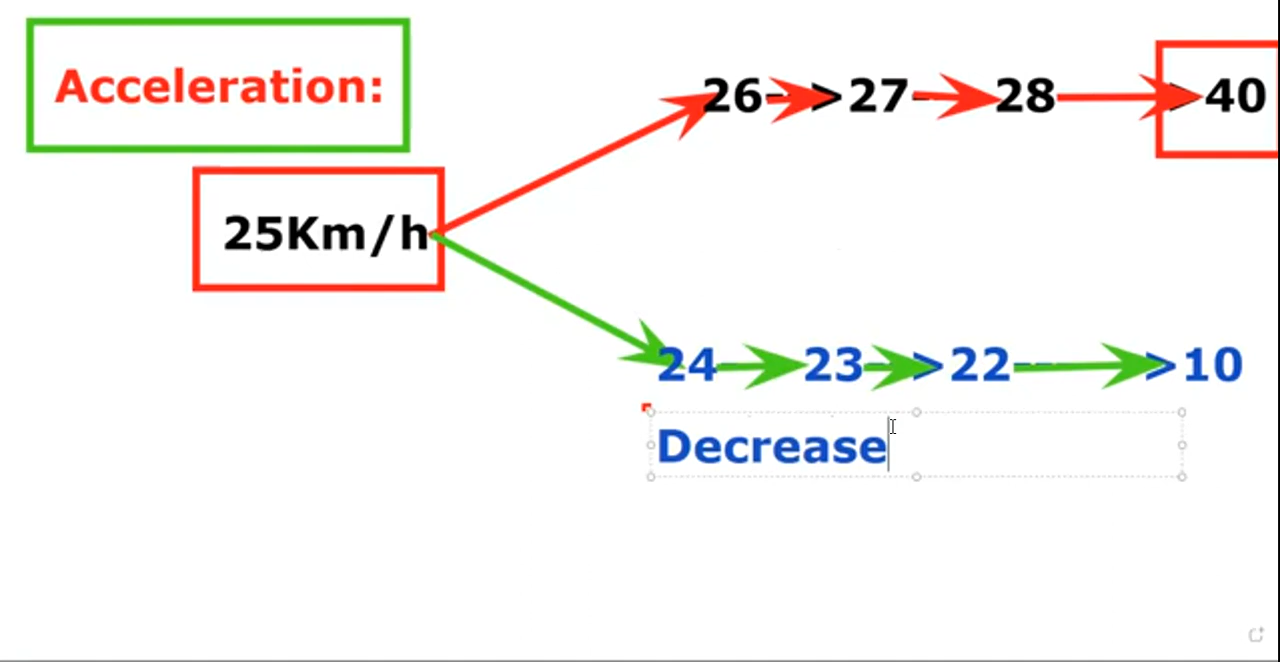 Acceleration:
26-->27-28->40
25Km/h
24-23->22--->10
Decrease